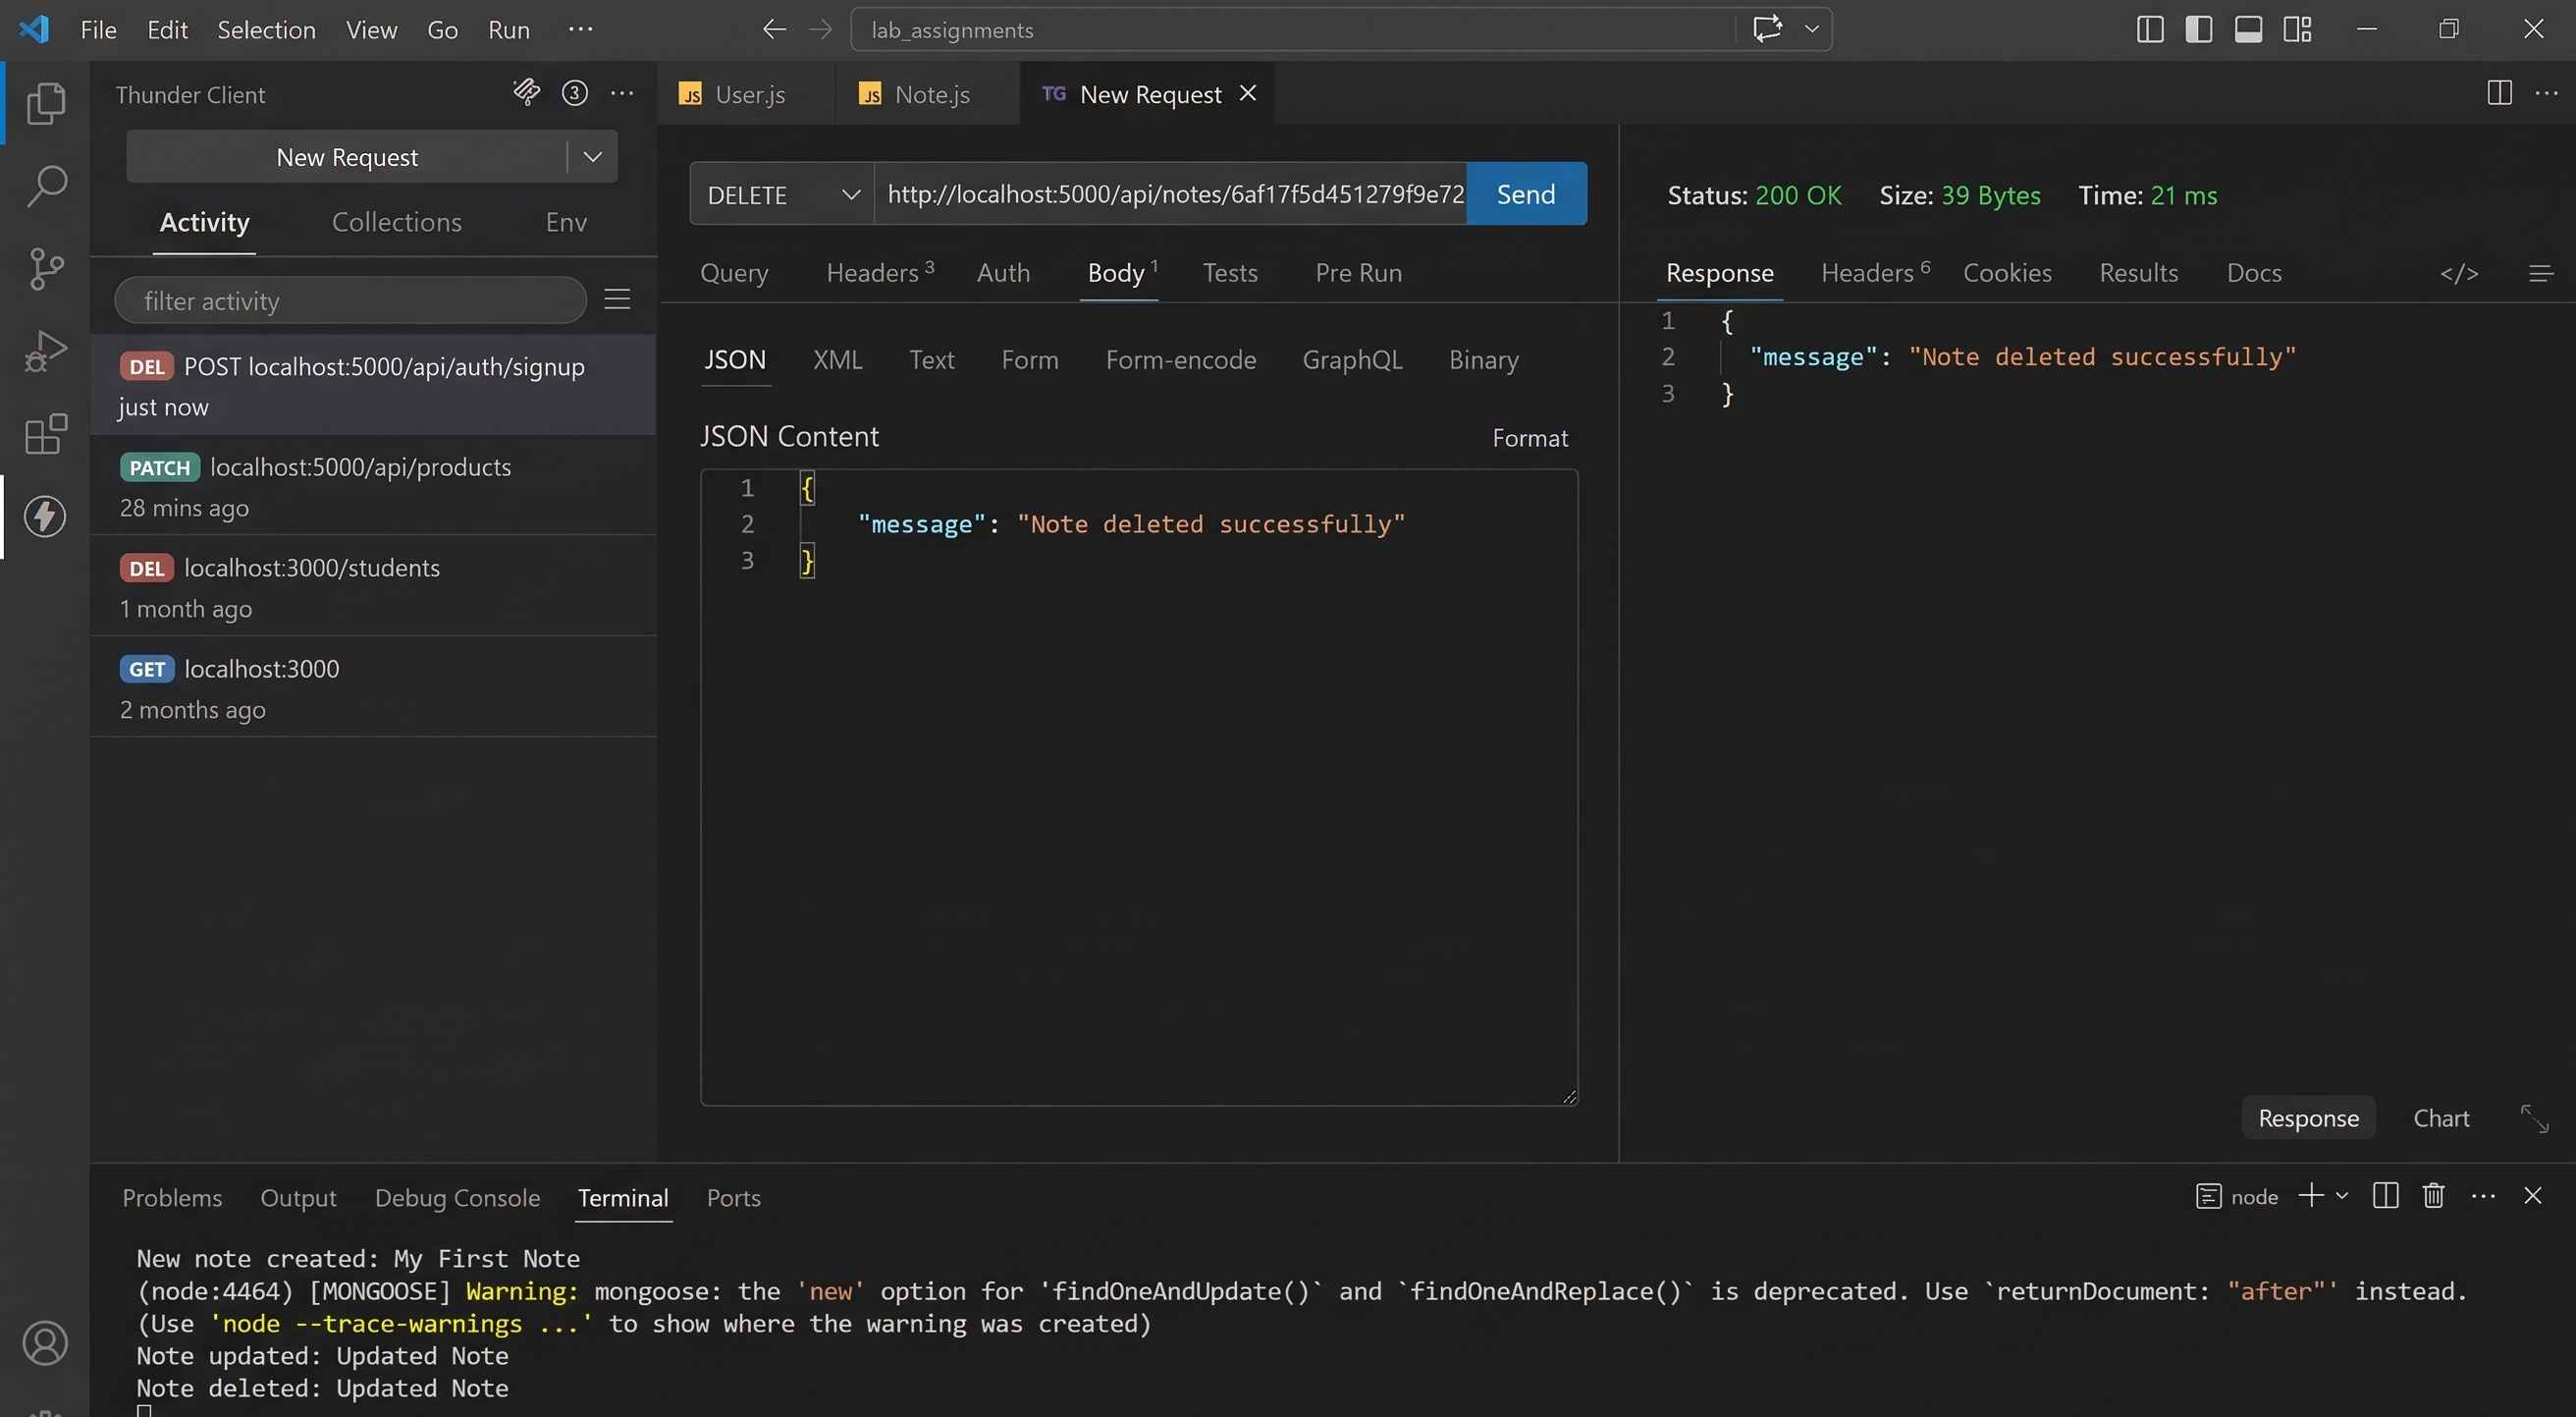 File Edit Selection View Go Run ...
lab_assignments
Thunder Client 3 ...
New Request
Activity Collections Env
filter activity
DEL POST localhost:5000/api/auth/signup
just now
PATCH localhost:5000/api/products
28 mins ago
DEL localhost:3000/students
1 month ago
GET localhost:3000
2 months ago
JS User.js JS Note.js TG New Request
DELETE http://localhost:5000/api/notes/6af17f5d451279f9e72 Send
Query Headers 3 Auth Body 1 Tests Pre Run
JSON XML Text Form Form-encode GraphQL Binary
JSON Content Format
1 {
2 "message": "Note deleted successfully"
3 }
Status: 200 OK Size: 39 Bytes Time: 21 ms
Response Headers 6 Cookies Results Docs </>
1 {
2 "message": "Note deleted successfully"
3 }
Response Chart
Problems Output Debug Console Terminal Ports node
New note created: My First Note
(node:4464) [MONGOOSE] Warning: mongoose: the 'new' option for 'findOneAndUpdate()` and `findOneAndReplace()` is deprecated. Use `returnDocument: "after"' instead.
(Use 'node --trace-warnings ...' to show where the warning was created)
Note updated: Updated Note
Note deleted: Updated Note